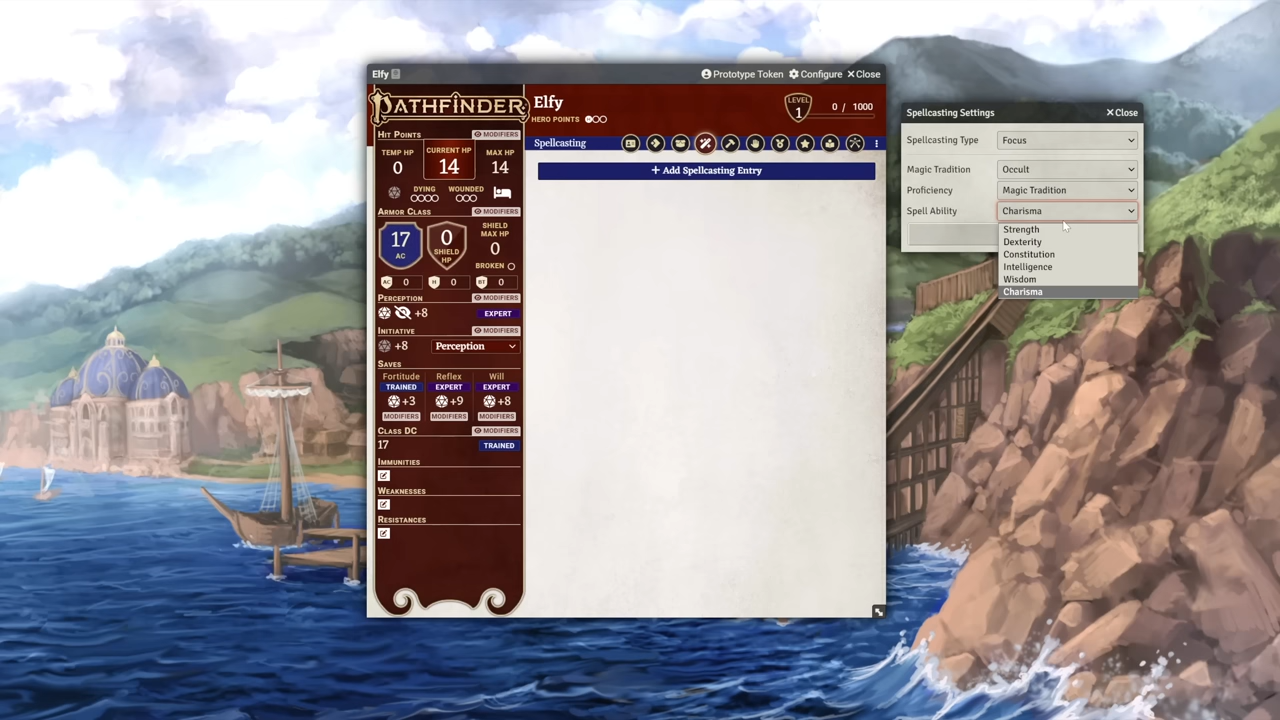 Elfy
Prototype Token Configure Close
PATHFINDER
Elfy
HERO POINTS
LEVEL
1
0 / 1000
Hit Points MODIFIERS
TEMP HP
0
CURRENT HP
14
MAX HP
14
DYING
WOUNDED
Armor Class MODIFIERS
17
AC
0
SHIELD
HP
SHIELD
MAX HP
0
BROKEN
AC 0 H 0 BT 0
Perception MODIFIERS
+8 EXPERT
Initiative MODIFIERS
+8 Perception
Saves
Fortitude Reflex Will
TRAINED EXPERT EXPERT
+3 +9 +8
MODIFIERS MODIFIERS MODIFIERS
Class DC MODIFIERS
17 TRAINED
Immunities
Weaknesses
Resistances
Spellcasting
+ Add Spellcasting Entry
Spellcasting Settings Close
Spellcasting Type Focus
Magic Tradition Occult
Proficiency Magic Tradition
Spell Ability Charisma
Strength
Dexterity
Constitution
Intelligence
Wisdom
Charisma